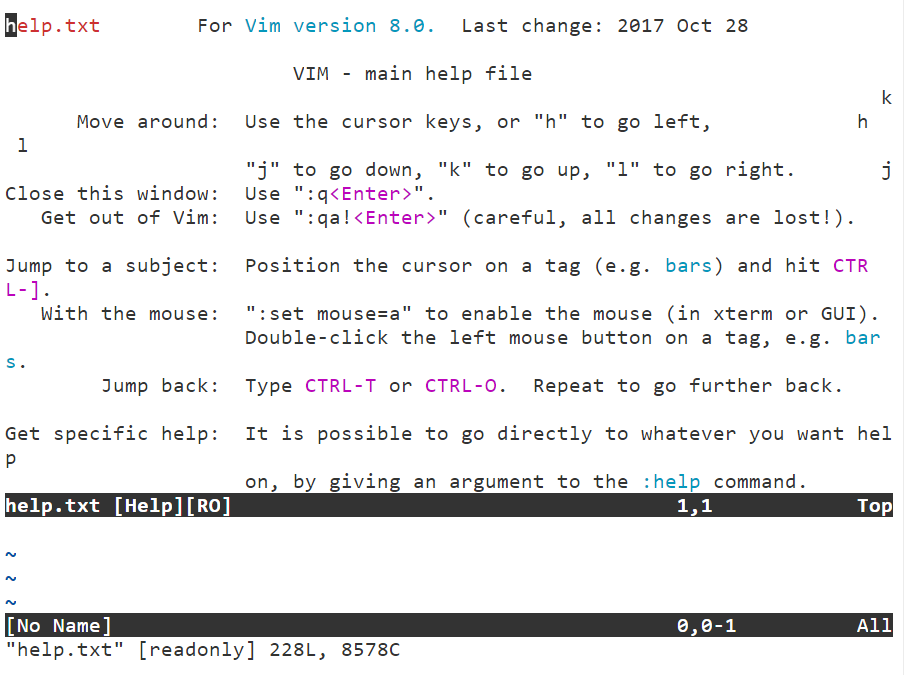 help.txt        For Vim version 8.0.  Last change: 2017 Oct 28
                        VIM - main help file
                                                                         k
      Move around:  Use the cursor keys, or "h" to go left,            h
 l
                    "j" to go down, "k" to go up, "l" to go right.       j
Close this window:  Use ":q<Enter>".
   Get out of Vim:  Use ":qa!<Enter>" (careful, all changes are lost!).
Jump to a subject:  Position the cursor on a tag (e.g. bars) and hit CTR
L-].
   With the mouse:  ":set mouse=a" to enable the mouse (in xterm or GUI).
                    Double-click the left mouse button on a tag, e.g. bar
s.
        Jump back:  Type CTRL-T or CTRL-O.  Repeat to go further back.
Get specific help:  It is possible to go directly to whatever you want hel
p
                    on, by giving an argument to the :help command.
help.txt [Help][RO]                                     1,1            Top
~
~
~
[No Name]                                               0,0-1          All
"help.txt" [readonly] 228L, 8578C